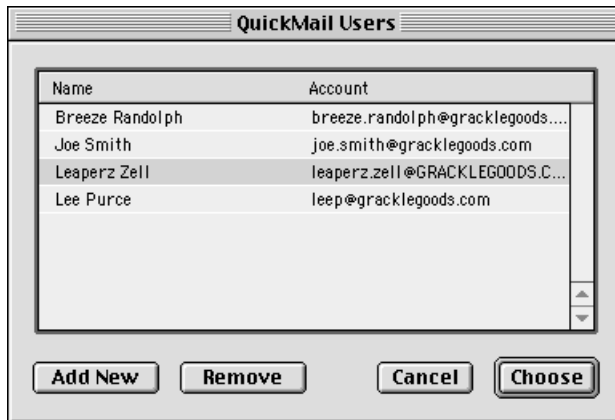 QuickMail Users
Name Account
Breeze Randolph breeze.randolph@gracklegoods....
Joe Smith joe.smith@gracklegoods.com
Leaperz Zell leaperz.zell@GRACKLEGOODS.C...
Lee Purce leep@gracklegoods.com
Add New Remove Cancel Choose